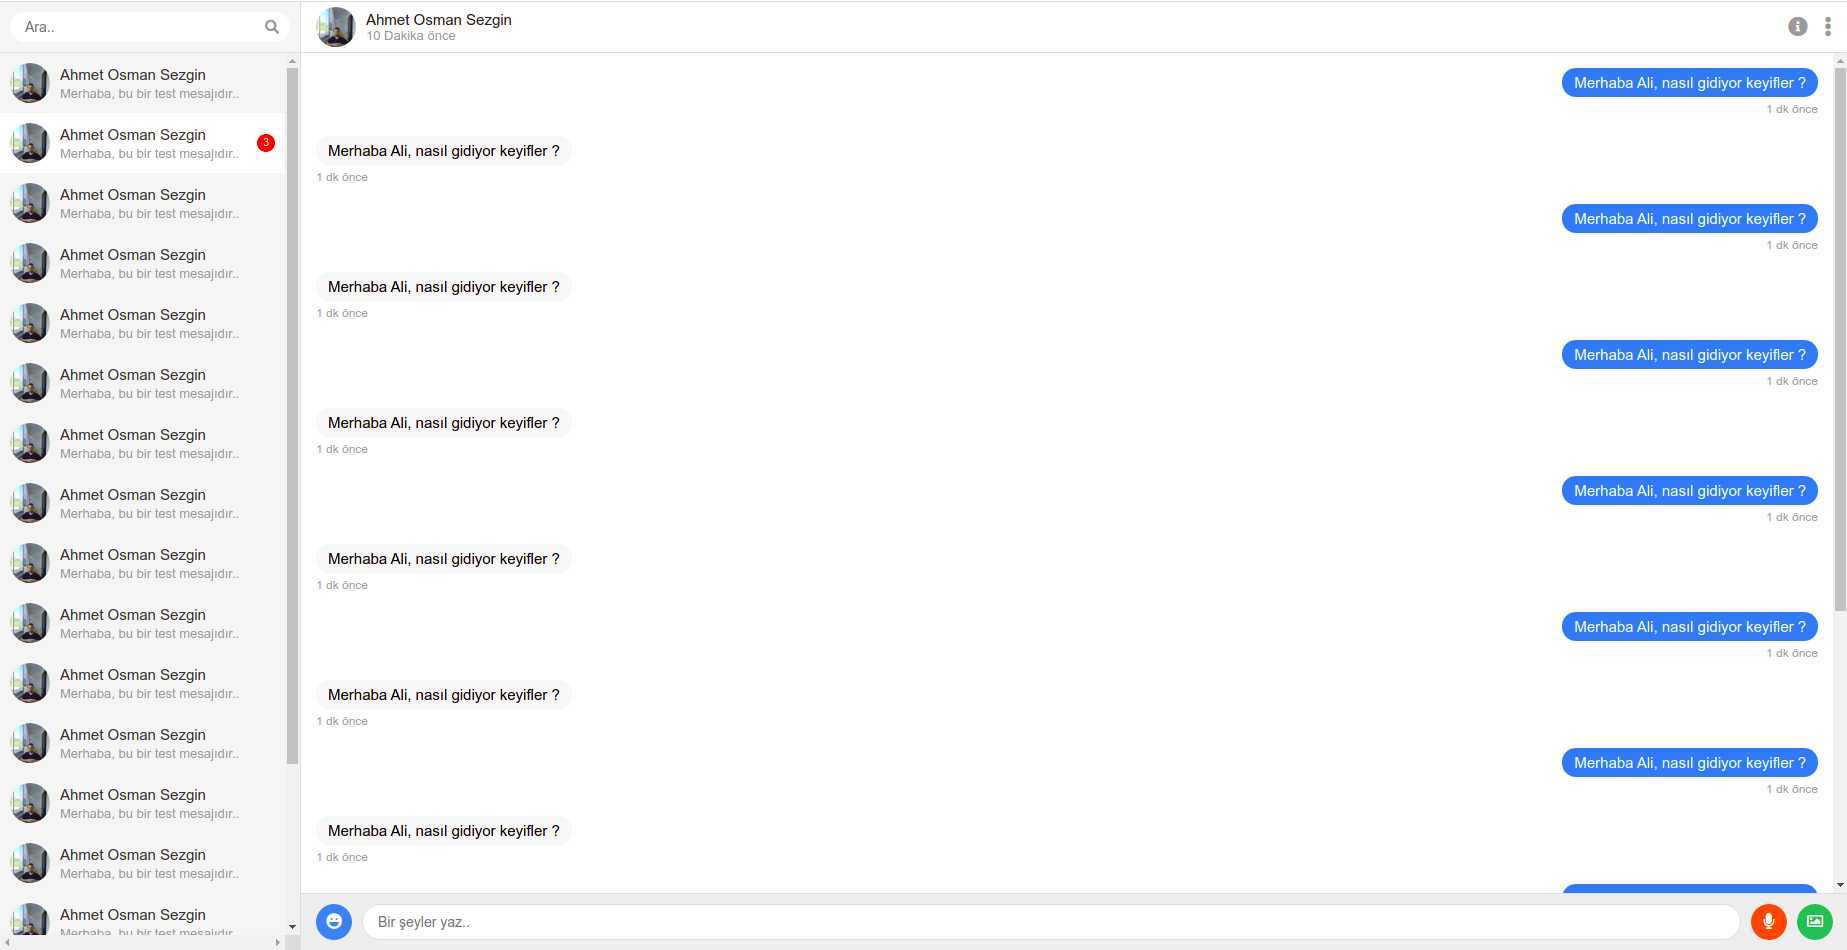 Ara..
Ahmet Osman Sezgin
Merhaba, bu bir test mesajıdır..
Ahmet Osman Sezgin
Merhaba, bu bir test mesajıdır..
3
Ahmet Osman Sezgin
Merhaba, bu bir test mesajıdır..
Ahmet Osman Sezgin
Merhaba, bu bir test mesajıdır..
Ahmet Osman Sezgin
Merhaba, bu bir test mesajıdır..
Ahmet Osman Sezgin
Merhaba, bu bir test mesajıdır..
Ahmet Osman Sezgin
Merhaba, bu bir test mesajıdır..
Ahmet Osman Sezgin
Merhaba, bu bir test mesajıdır..
Ahmet Osman Sezgin
Merhaba, bu bir test mesajıdır..
Ahmet Osman Sezgin
Merhaba, bu bir test mesajıdır..
Ahmet Osman Sezgin
Merhaba, bu bir test mesajıdır..
Ahmet Osman Sezgin
Merhaba, bu bir test mesajıdır..
Ahmet Osman Sezgin
Merhaba, bu bir test mesajıdır..
Ahmet Osman Sezgin
Merhaba, bu bir test mesajıdır..
Ahmet Osman Sezgin
Merhaba, bu bir test mesajıdır..
Ahmet Osman Sezgin
10 Dakika önce
Merhaba Ali, nasıl gidiyor keyifler ?
1 dk önce
Merhaba Ali, nasıl gidiyor keyifler ?
1 dk önce
Merhaba Ali, nasıl gidiyor keyifler ?
1 dk önce
Merhaba Ali, nasıl gidiyor keyifler ?
1 dk önce
Merhaba Ali, nasıl gidiyor keyifler ?
1 dk önce
Merhaba Ali, nasıl gidiyor keyifler ?
1 dk önce
Merhaba Ali, nasıl gidiyor keyifler ?
1 dk önce
Merhaba Ali, nasıl gidiyor keyifler ?
1 dk önce
Merhaba Ali, nasıl gidiyor keyifler ?
1 dk önce
Merhaba Ali, nasıl gidiyor keyifler ?
1 dk önce
Merhaba Ali, nasıl gidiyor keyifler ?
1 dk önce
Merhaba Ali, nasıl gidiyor keyifler ?
1 dk önce
Bir şeyler yaz..